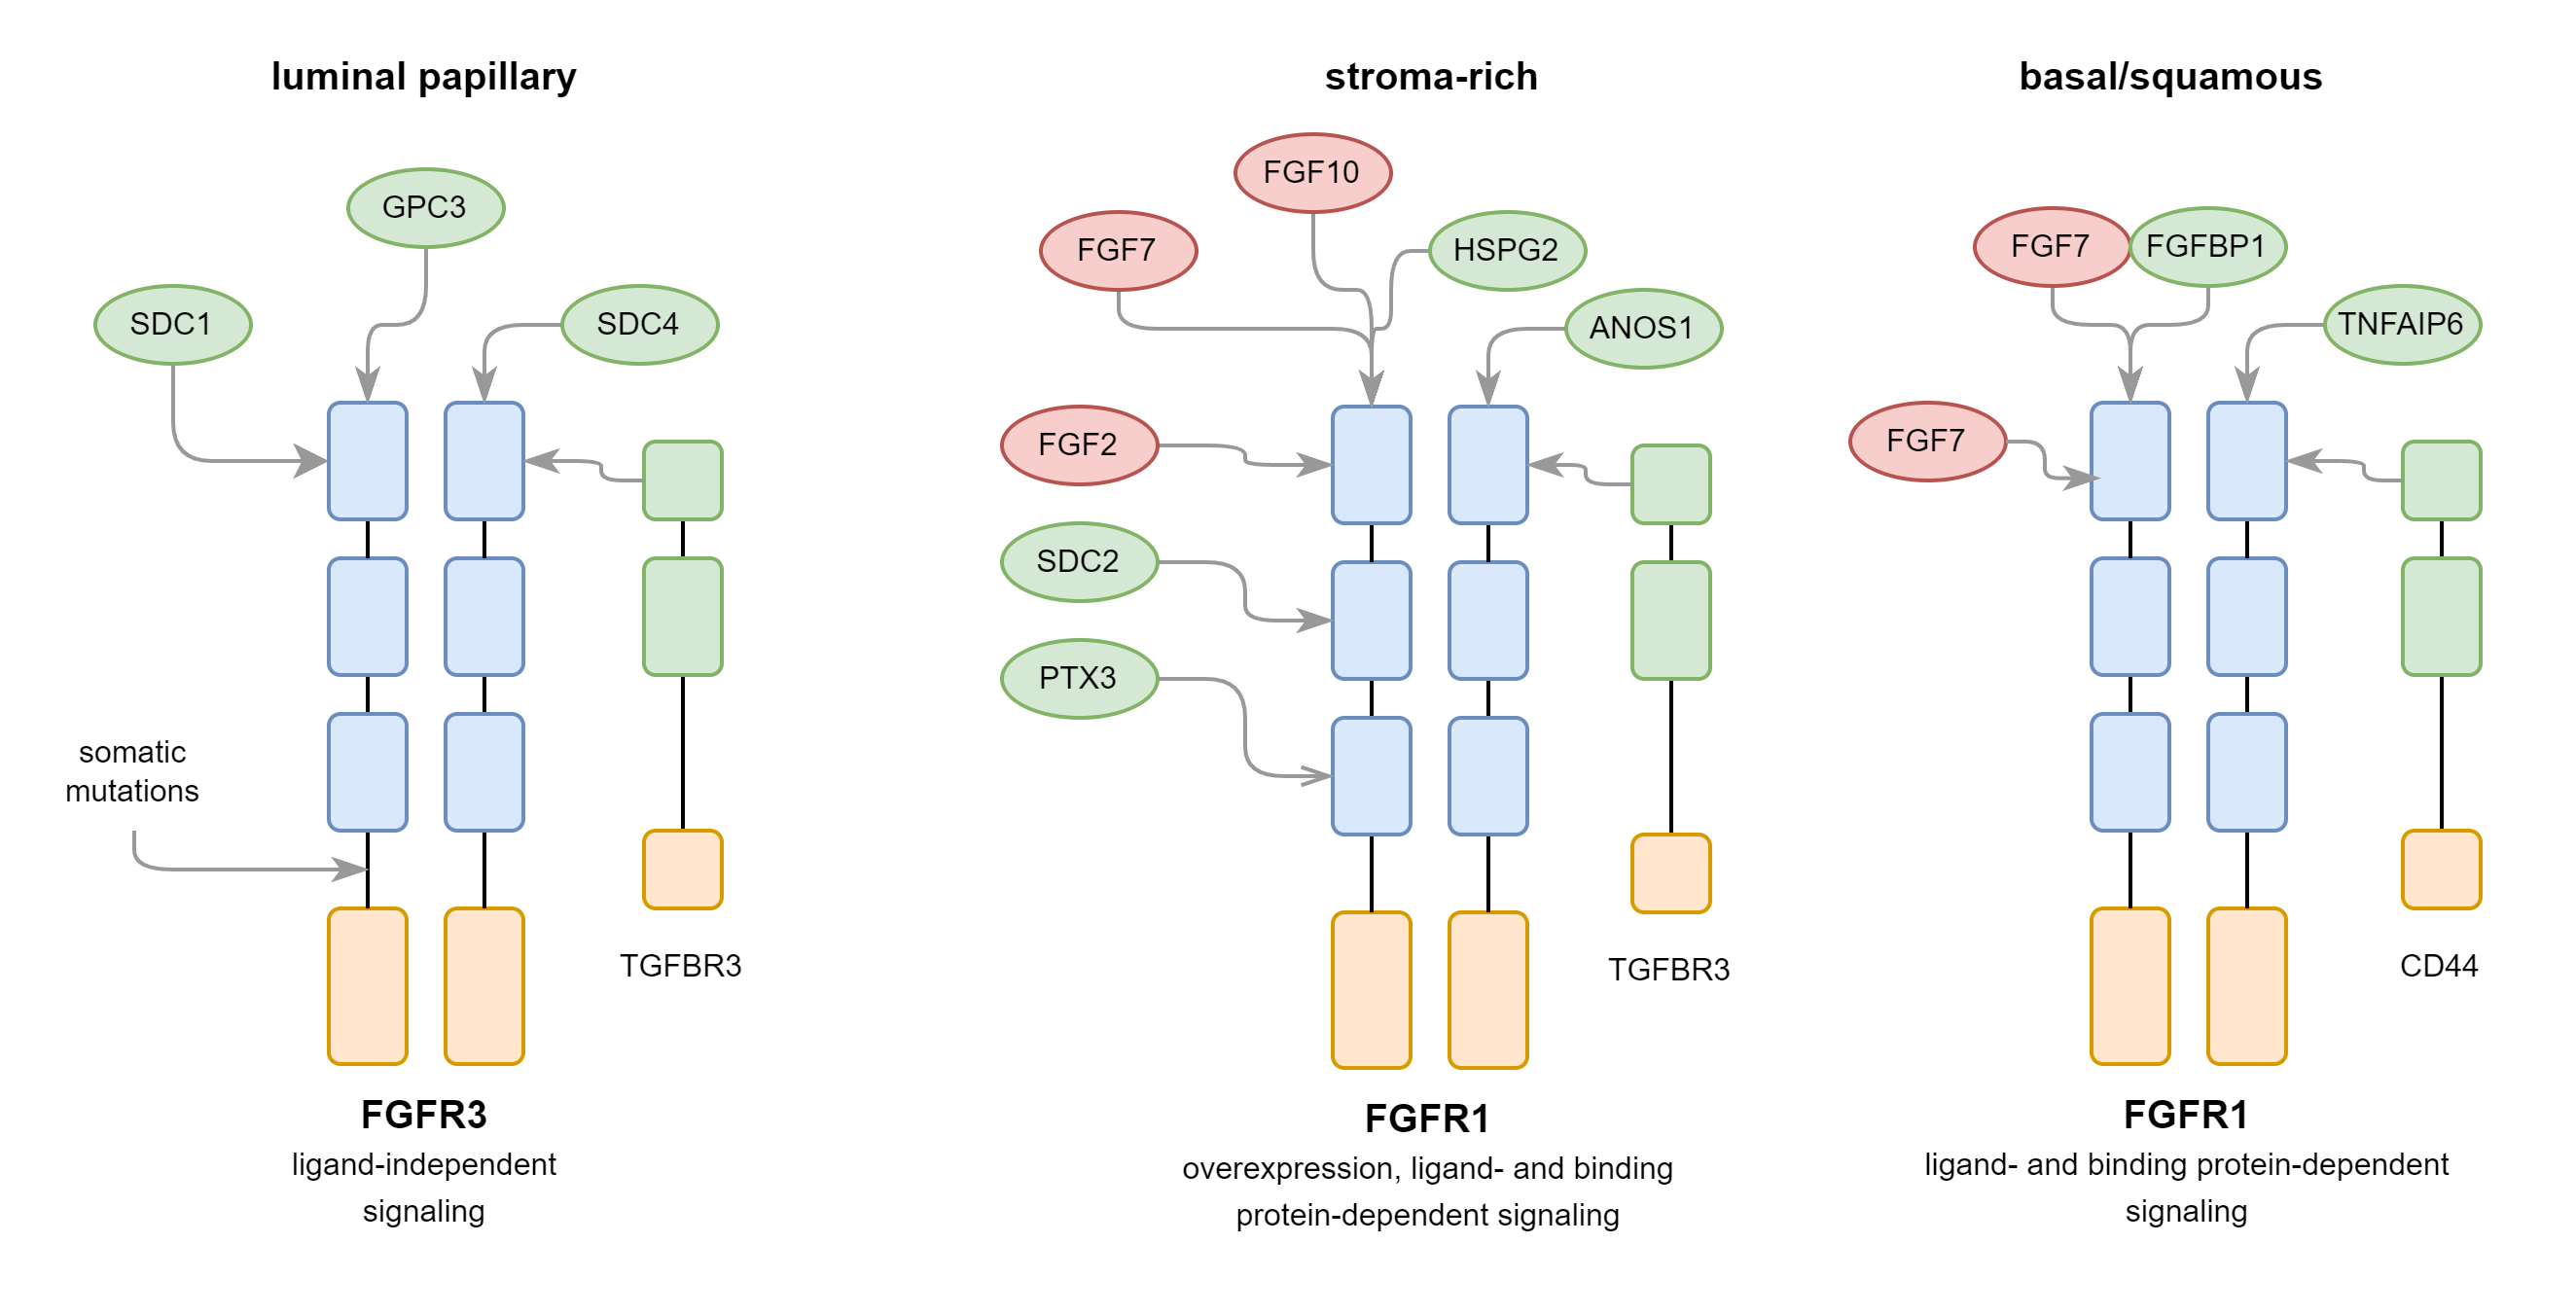 luminal papillary
GPC3
SDC1
SDC4
somatic
mutations
TGFBR3
FGFR3
ligand-independent
signaling
stroma-rich
FGF10
FGF7
HSPG2
ANOS1
FGF2
SDC2
PTX3
TGFBR3
FGFR1
overexpression, ligand- and binding
protein-dependent signaling
basal/squamous
FGF7
FGFBP1
TNFAIP6
FGF7
CD44
FGFR1
ligand- and binding protein-dependent
signaling